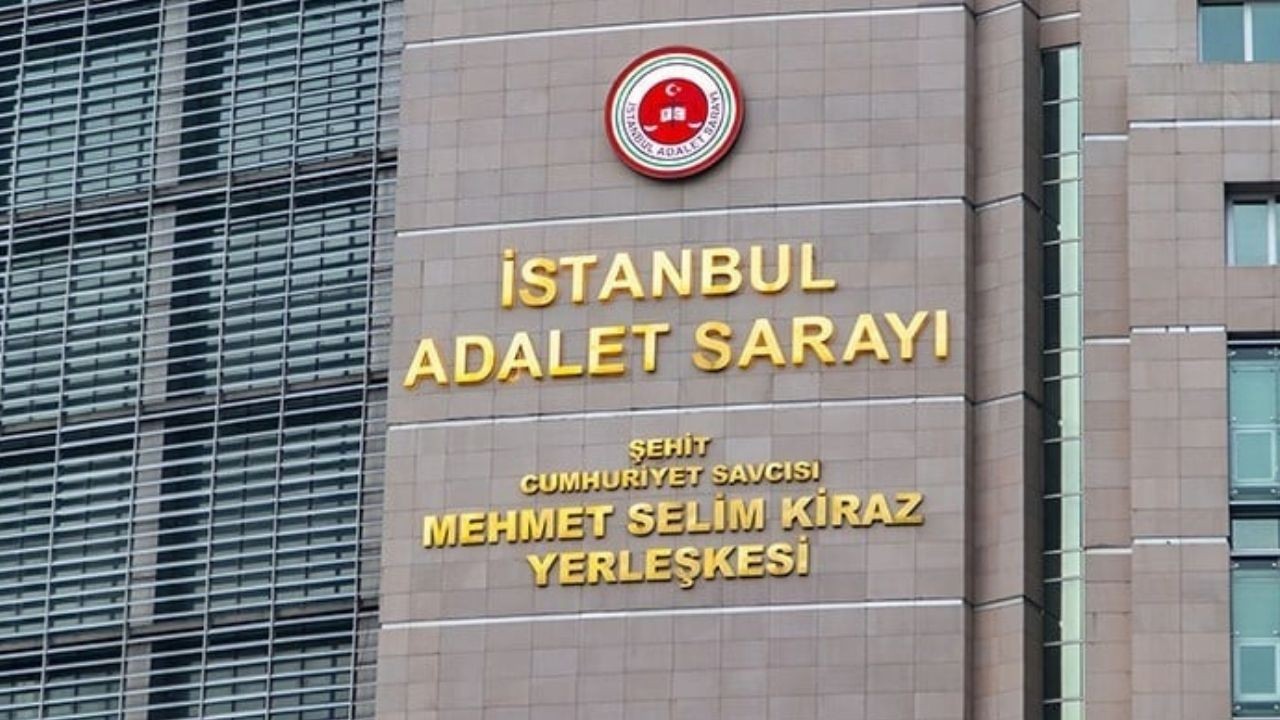 İSTANBUL ADALET SARAYI
İSTANBUL
ADALET SARAYI
ŞEHİT
CUMHURİYET SAVCISI
MEHMET SELİM KİRAZ
YERLEŞKESİ